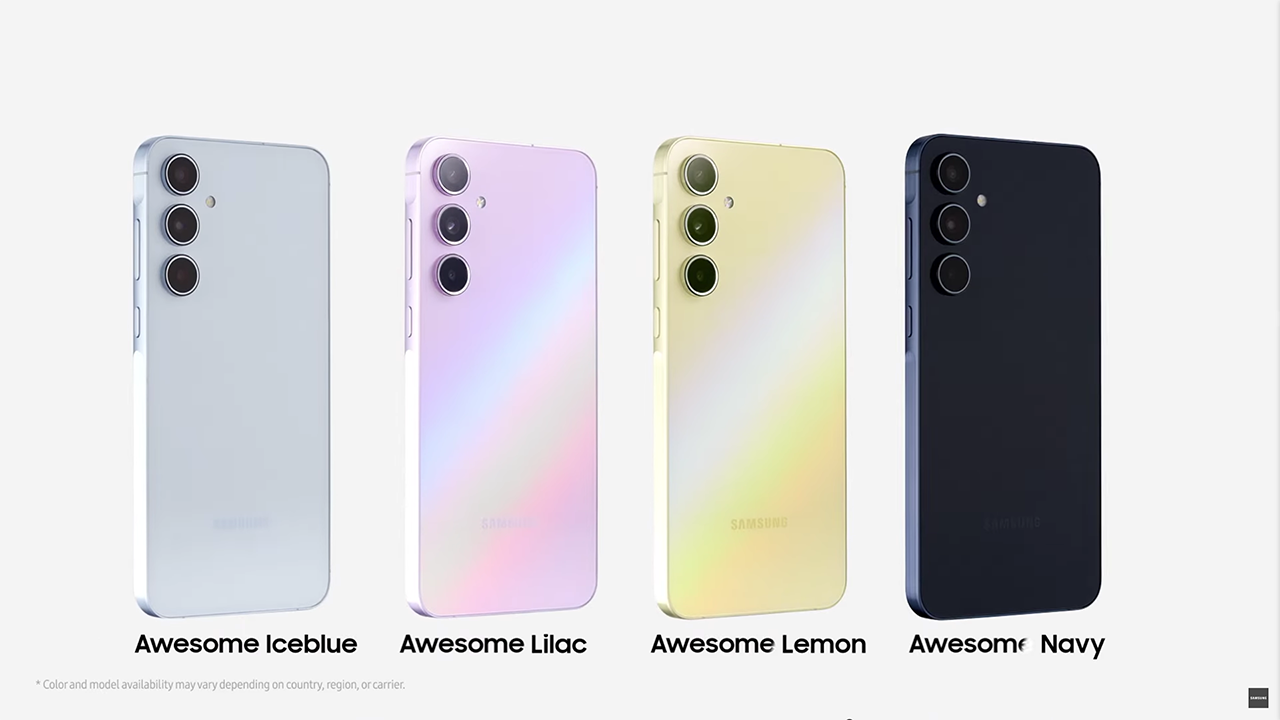 SAMSUNG SAMSUNG SAMSUNG SAMSUNG
Awesome Iceblue Awesome Lilac Awesome Lemon Awesome Navy
* Color and model availability may vary depending on country, region, or carrier.
SAMSUNG